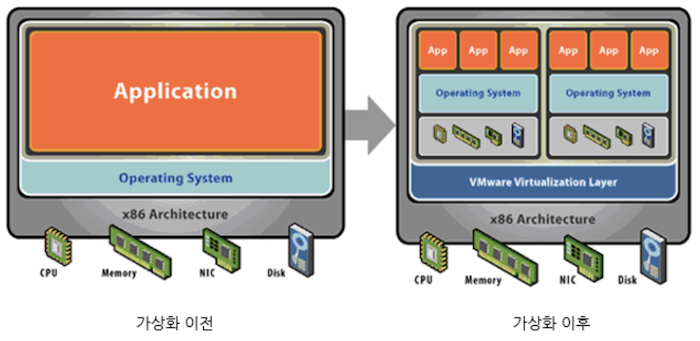 Application
Operating System
x86 Architecture
CPU
Memory
NIC
Disk
가상화 이전
App App App
App App App
Operating System
Operating System
VMware Virtualization Layer
x86 Architecture
CPU
Memory
NIC
Disk
가상화 이후